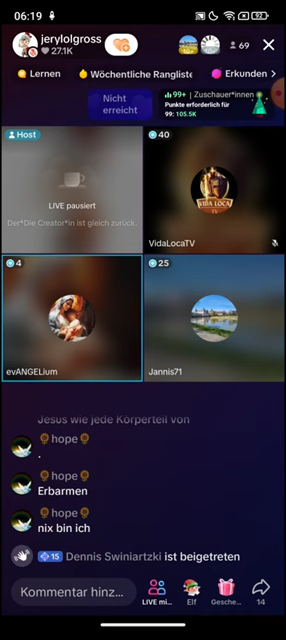 06:19
92
jerylolgross
27.1K
69
Lernen
Wöchentliche Rangliste
Erkunden
Nicht erreicht
99+ | Zuschauer*innen
Punkte erforderlich für
99: 105.5K
Host
LIVE pausiert
Der*Die Creator*in ist gleich zurück.
40
VIDA LOCA
VidaLocaTV
4
evANGELium
25
Jannis71
Jesus wie jede Körperteil von
🌻hope🌻
.
🌻hope🌻
Erbarmen
🌻hope🌻
nix bin ich
15 Dennis Swiniartzki ist beigetreten
Kommentar hinz...
LIVE mi...
Elf
Gesche...
14